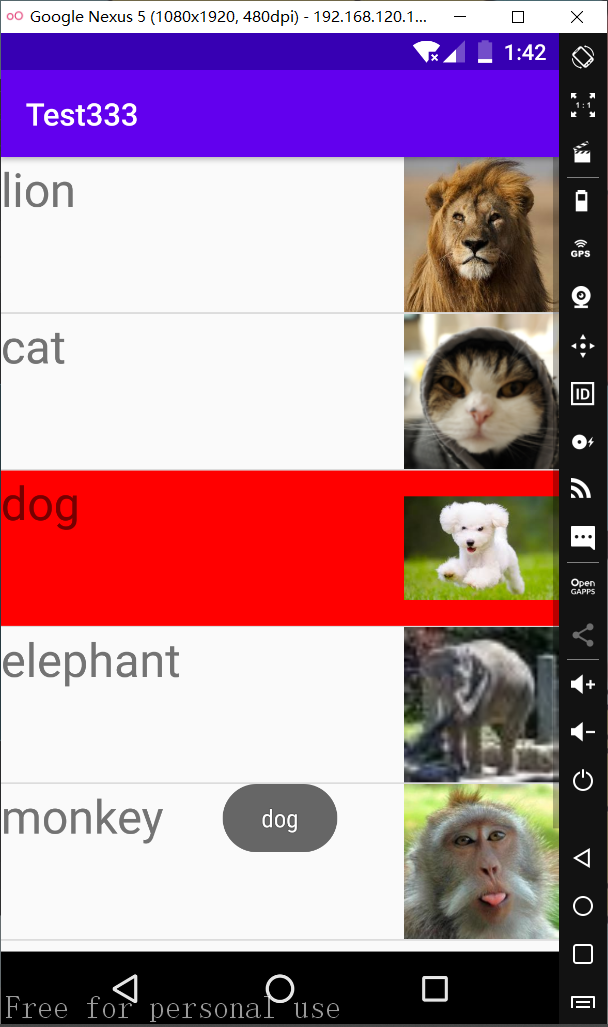 Google Nexus 5 (1080x1920, 480dpi) - 192.168.120.1...
1:42
Test333
1:1
lion
GPS
cat
ID
dog
Open
GAPPS
elephant
monkey
dog
Free for personal use